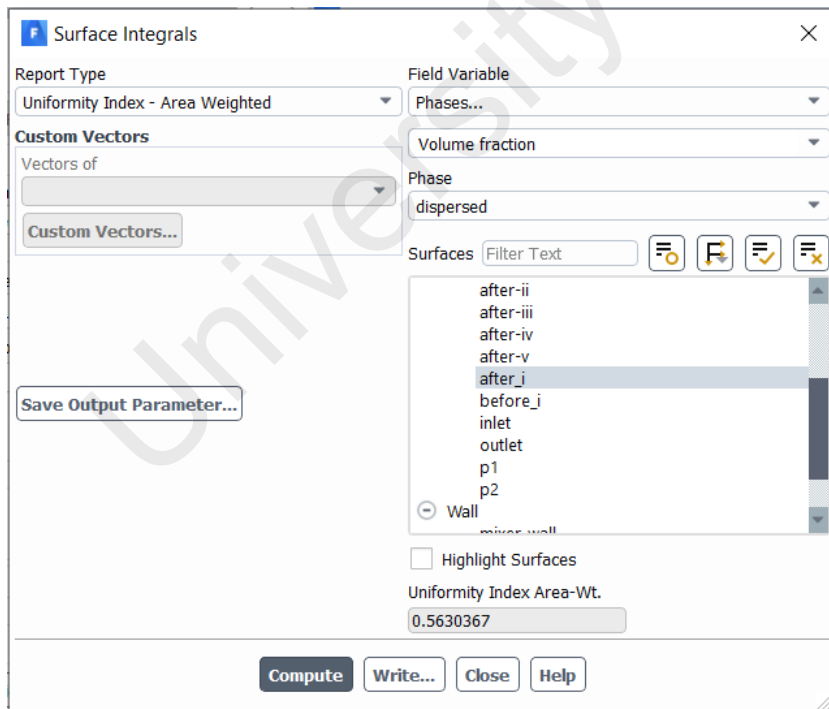 F Surface Integrals
Report Type
Uniformity Index - Area Weighted
Custom Vectors
Vectors of
Custom Vectors...
Save Output Parameter...
Field Variable
Phases...
Volume fraction
Phase
dispersed
Surfaces Filter Text
after-ii
after-iii
after-iv
after-v
after_i
before_i
inlet
outlet
p1
p2
Wall
mixer-wall
Highlight Surfaces
Uniformity Index Area-Wt.
0.5630367
Compute Write... Close Help
University